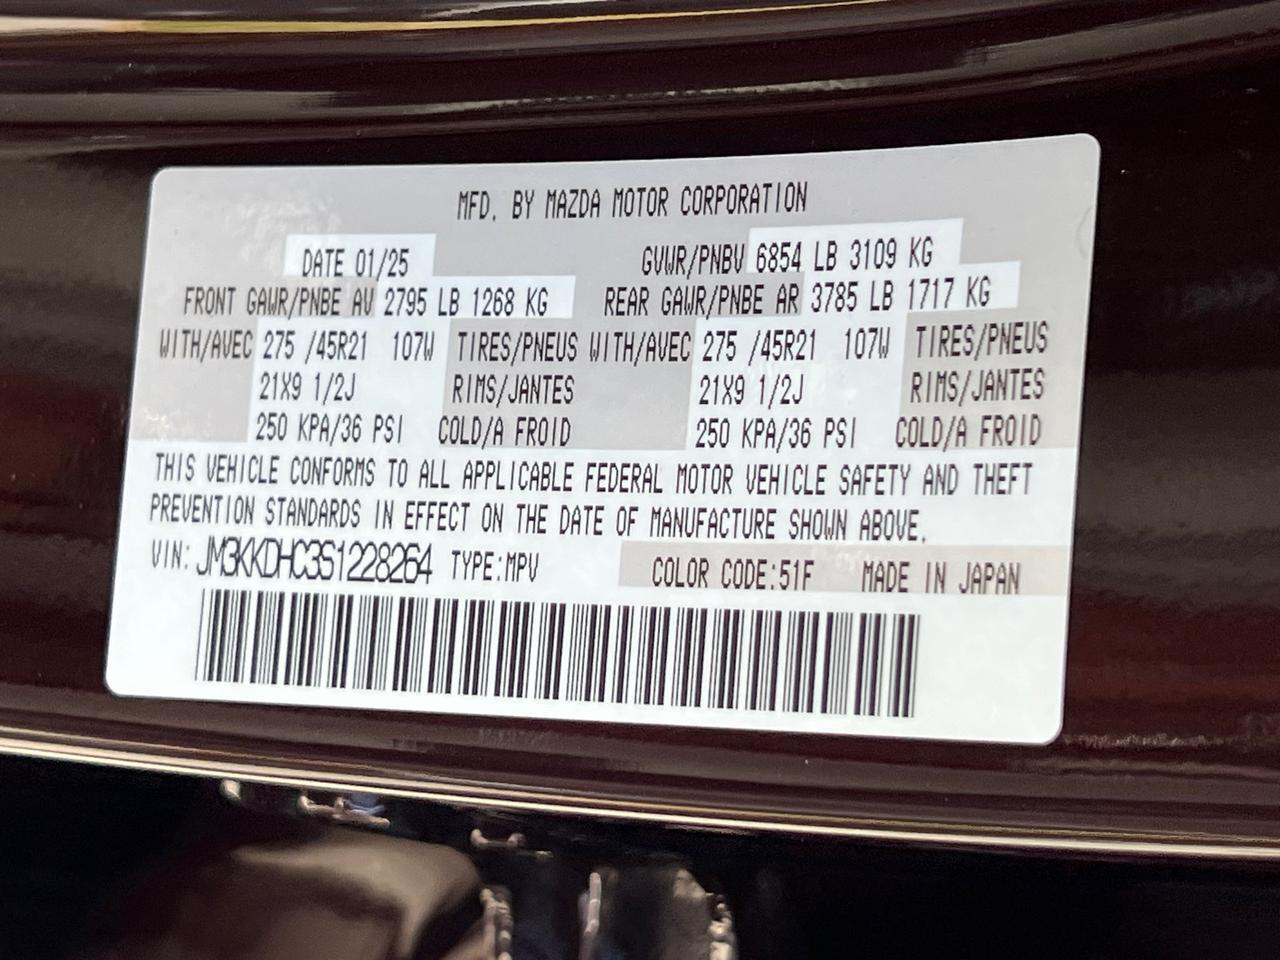 MFD. BY MAZDA MOTOR CORPORATION
DATE 01/25 GVWR/PNBV 6854 LB 3109 KG
FRONT GAWR/PNBE AV 2795 LB 1268 KG REAR GAWR/PNBE AR 3785 LB 1717 KG
WITH/AVEC 275 /45R21 107W TIRES/PNEUS WITH/AVEC 275 /45R21 107W TIRES/PNEUS
21X9 1/2J RIMS/JANTES 21X9 1/2J RIMS/JANTES
250 KPA/36 PSI COLD/A FROID 250 KPA/36 PSI COLD/A FROID
THIS VEHICLE CONFORMS TO ALL APPLICABLE FEDERAL MOTOR VEHICLE SAFETY AND THEFT
PREVENTION STANDARDS IN EFFECT ON THE DATE OF MANUFACTURE SHOWN ABOVE.
VIN: JM3KKDHC3S1228264 TYPE:MPV COLOR CODE:51F MADE IN JAPAN